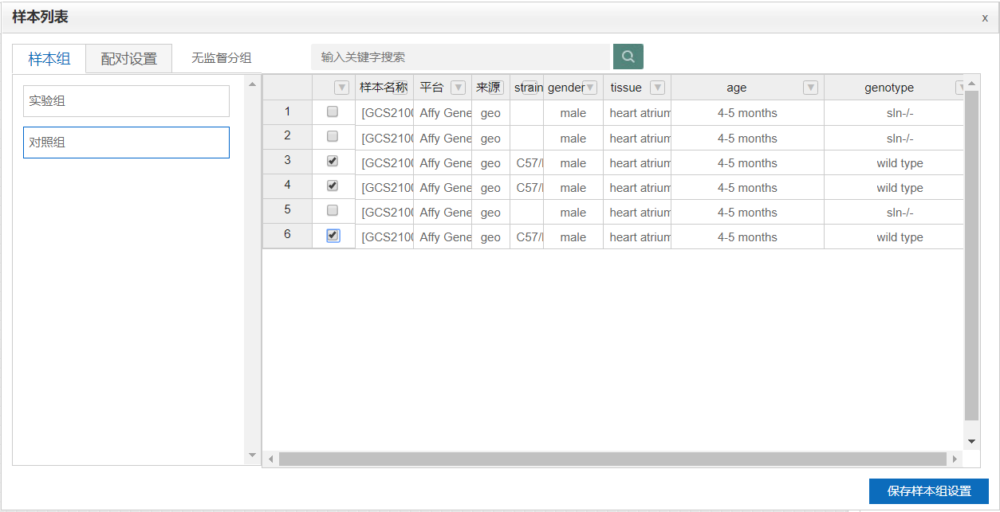 样本列表 x
样本组 配对设置 无监督分组 输入关键字搜索
实验组
对照组
样本名称 平台 来源 strain gender tissue age genotype
1 [GCS2100 Affy Gene geo male heart atrium 4-5 months sln-/-
2 [GCS2100 Affy Gene geo male heart atrium 4-5 months sln-/-
3 [GCS2100 Affy Gene geo C57/ male heart atrium 4-5 months wild type
4 [GCS2100 Affy Gene geo C57/ male heart atrium 4-5 months wild type
5 [GCS2100 Affy Gene geo male heart atrium 4-5 months sln-/-
6 [GCS2100 Affy Gene geo C57/ male heart atrium 4-5 months wild type
保存样本组设置